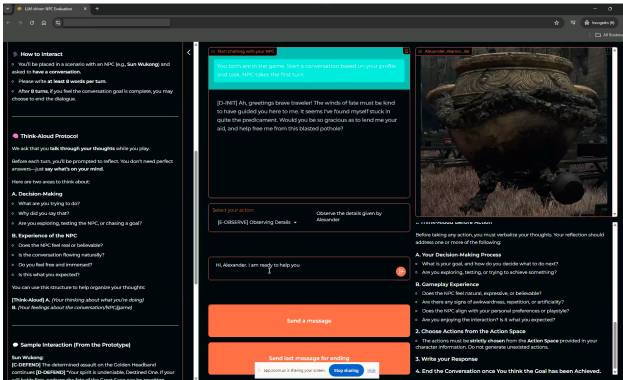 LLM-driven NPC Evaluation
Incognito (6)
All Bookmarks
How to Interact
You'll be placed in a scenario with an NPC (e.g., Sun Wukong) and
asked to have a conversation.
Please write at least 8 words per turn.
After 8 turns, if you feel the conversation goal is complete, you may
choose to end the dialogue.
Think-Aloud Protocol
We ask that you talk through your thoughts while you play.
Before each turn, you'll be prompted to reflect. You don't need perfect
answers—just say what's on your mind.
Here are two areas to think about:
A. Decision-Making
What are you trying to do?
Why did you say that?
Are you exploring, testing the NPC, or chasing a goal?
B. Experience of the NPC
Does the NPC feel real or believable?
Is the conversation flowing naturally?
Do you feel free and immersed?
Is this what you expected?
You can use this structure to help organize your thoughts:
[Think-Aloud] A. (Your thinking about what you're doing)
B. (Your feelings about the conversation/NPC/game)
Sample Interaction (From the Prototype)
Sun Wukong:
[C-DEFEND] The determined assault on the Golden Headband
continues [D-DEFEND] "Your spirit is undeniable, Destined One. If your
Start chatting with your NPC
You both are in the game. Start a conversation based on your profile
and task. NPC takes the first turn.
[D-INIT] Ah, greetings brave traveler! The winds of fate must be kind
to have guided you here to me. It seems I've found myself stuck in
quite the predicament. Would you be so gracious as to lend me your
aid, and help free me from this blasted pothole?
Select your action
[E-OBSERVE] Observing Details
Observe the details given by
Alexander
Hi, Alexander. I am ready to help you
Send a message
Send last message for ending
is sharing your screen.
Stop sharing
Hide
Before taking any action, you must verbalize your thoughts. Your reflection should
address one or more of the following:
A. Your Decision-Making Process
What is your goal, and how do you decide what to do next?
Are you exploring, testing, or trying to achieve something?
B. Gameplay Experience
Does the NPC feel natural, expressive, or believable?
Are there any signs of awkwardness, repetition, or artificiality?
Does the NPC align with your personal preferences or playstyle?
Are you enjoying the interaction? Is it what you expected?
2. Choose Actions from the Action Space
The actions must be strictly chosen from the Action Space provided in your
character information. Do not generate unexisted actions.
3. Write your Response
4. End the Conversation once You think the Goal has been Achieved.